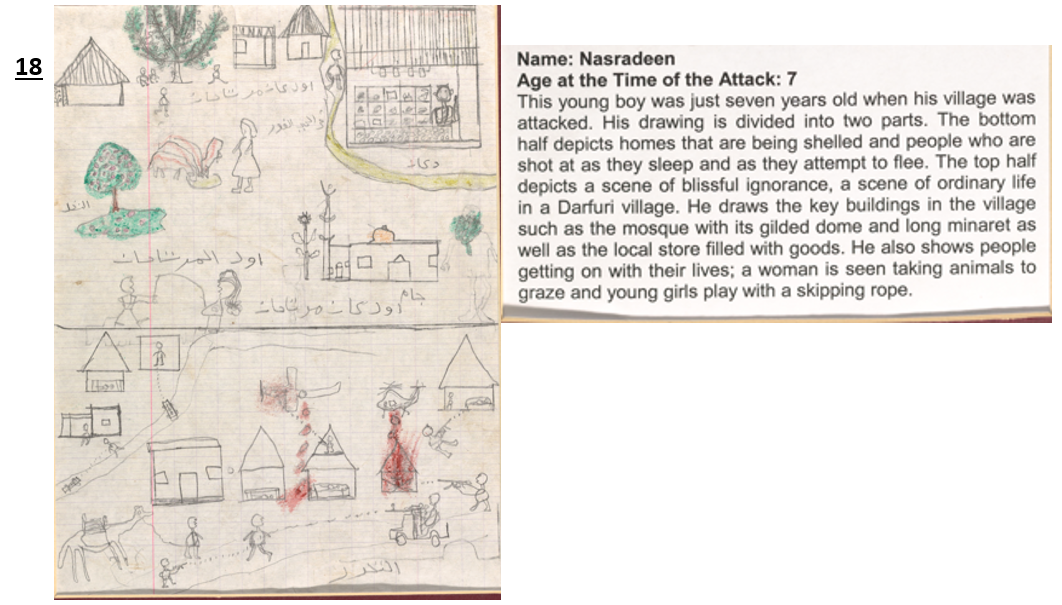 18
Name: Nasradeen
Age at the Time of the Attack: 7
This young boy was just seven years old when his village was
attacked. His drawing is divided into two parts. The bottom
half depicts homes that are being shelled and people who are
shot at as they sleep and as they attempt to flee. The top half
depicts a scene of blissful ignorance, a scene of ordinary life
in a Darfuri village. He draws the key buildings in the village
such as the mosque with its gilded dome and long minaret as
well as the local store filled with goods. He also shows people
getting on with their lives; a woman is seen taking animals to
graze and young girls play with a skipping rope.
دكان